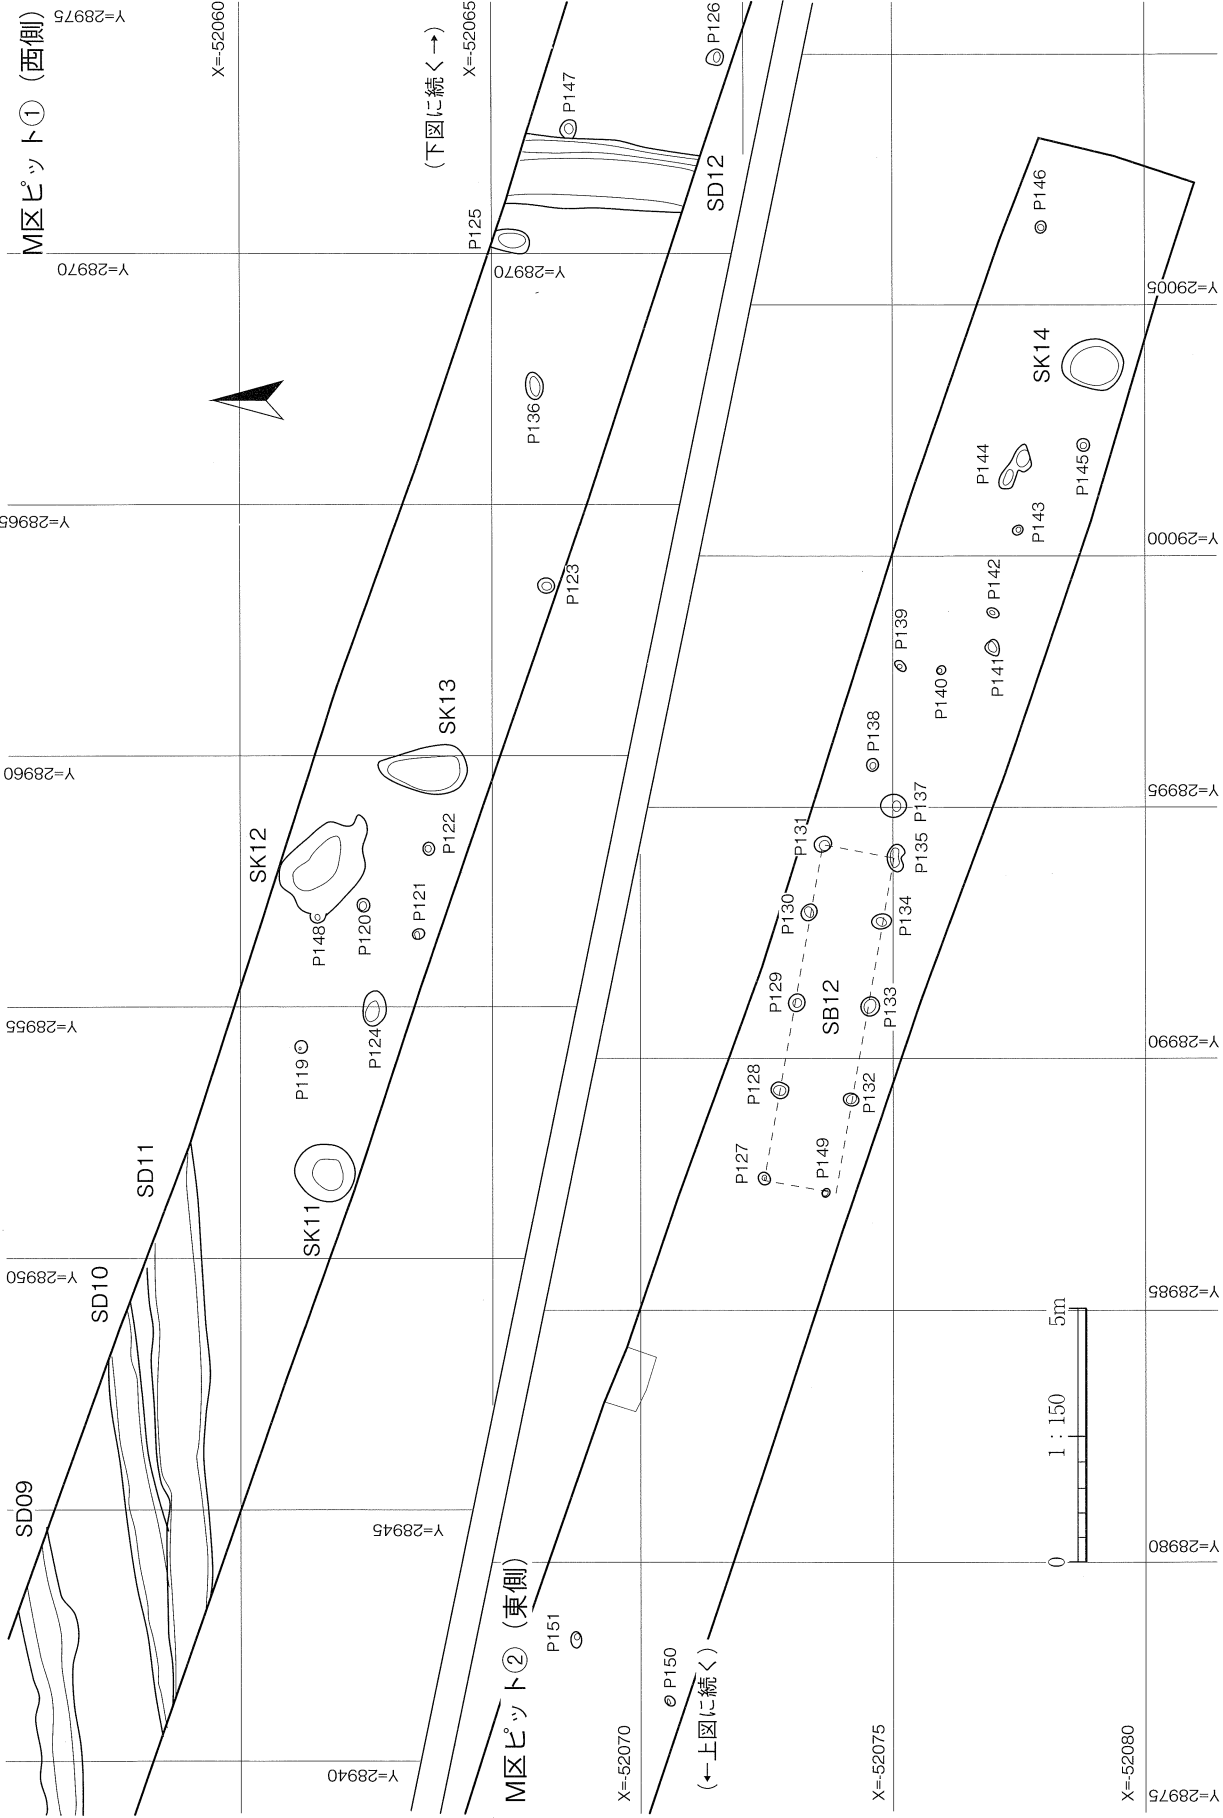 M区ピット①（西側）
Y=28975
X=-52060
X=-52065
(下図に続く→)
Y=28970
Y=28970
Y=28965
Y=28960
Y=28955
Y=28950
Y=28945
Y=28940
SD09
SD10
SD11
SK11
P119
P124
SK12
P148
P120
P121
P122
SK13
P123
P136
P125
SD12
P147
P126
M区ピット②（東側）
(←上図に続く)
P151
P150
X=-52070
X=-52075
X=-52080
Y=28975
Y=28980
Y=28985
Y=28990
Y=28995
Y=29000
Y=29005
P127
P128
P129
P130
P131
SB12
P149
P132
P133
P134
P135
P137
P138
P139
P140
P141
P142
P143
P144
P145
SK14
P146
0
1：150
5m